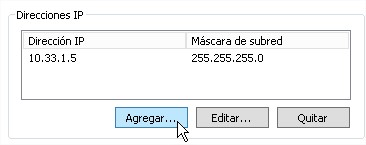 Direcciones IP
Dirección IP Máscara de subred
10.33.1.5 255.255.255.0
Agregar... Editar... Quitar